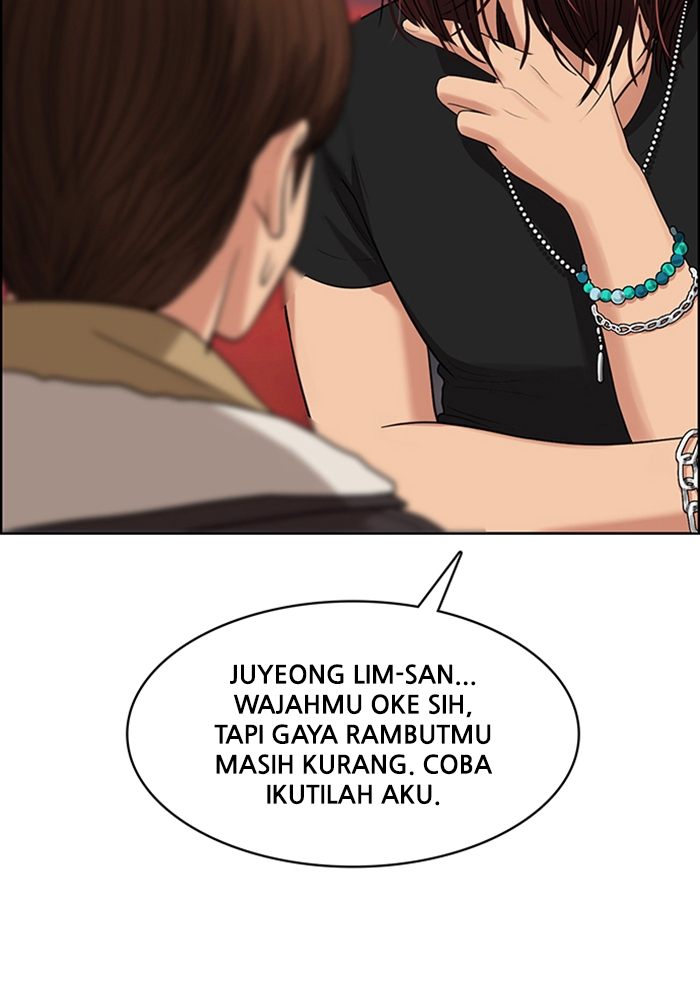 JUYEONG LIM-SAN...
WAJAHMU OKE SIH,
TAPI GAYA RAMBUTMU
MASIH KURANG. COBA
IKUTILAH AKU.